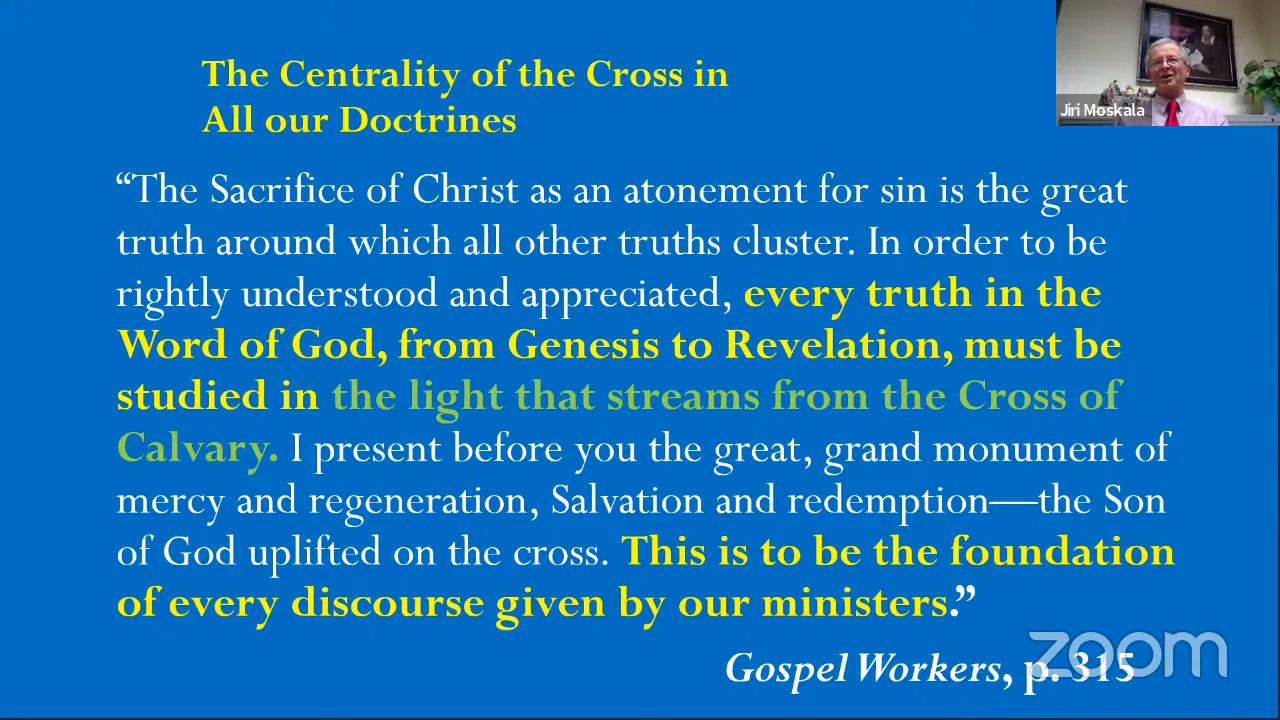 The Centrality of the Cross in
All our Doctrines
Jiri Moskala
“The Sacrifice of Christ as an atonement for sin is the great
truth around which all other truths cluster. In order to be
rightly understood and appreciated, every truth in the
Word of God, from Genesis to Revelation, must be
studied in the light that streams from the Cross of
Calvary. I present before you the great, grand monument of
mercy and regeneration, Salvation and redemption—the Son
of God uplifted on the cross. This is to be the foundation
of every discourse given by our ministers.”
Gospel Workers, p. 315
zoom